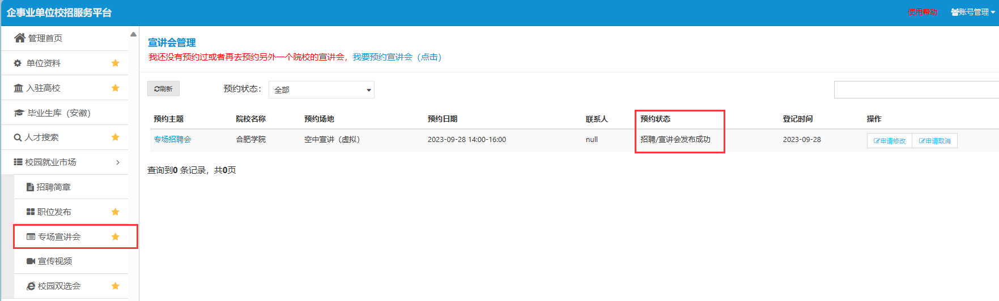 企事业单位校招服务平台
使用帮助 账号管理
管理首页
单位资料
入驻高校
毕业生库（安徽）
人才搜索
校园就业市场
招聘简章
职位发布
专场宣讲会
宣传视频
校园双选会
宣讲会管理
我还没有预约过或者再去预约另外一个院校的宣讲会，我要预约宣讲会（点击）
刷新 预约状态： 全部
预约主题 院校名称 预约场地 预约日期 联系人 预约状态 登记时间 操作
专场招聘会 合肥学院 空中宣讲（虚拟） 2023-09-28 14:00-16:00 null 招聘/宣讲会发布成功 2023-09-28 申请修改 申请取消
查询到0 条记录，共0页